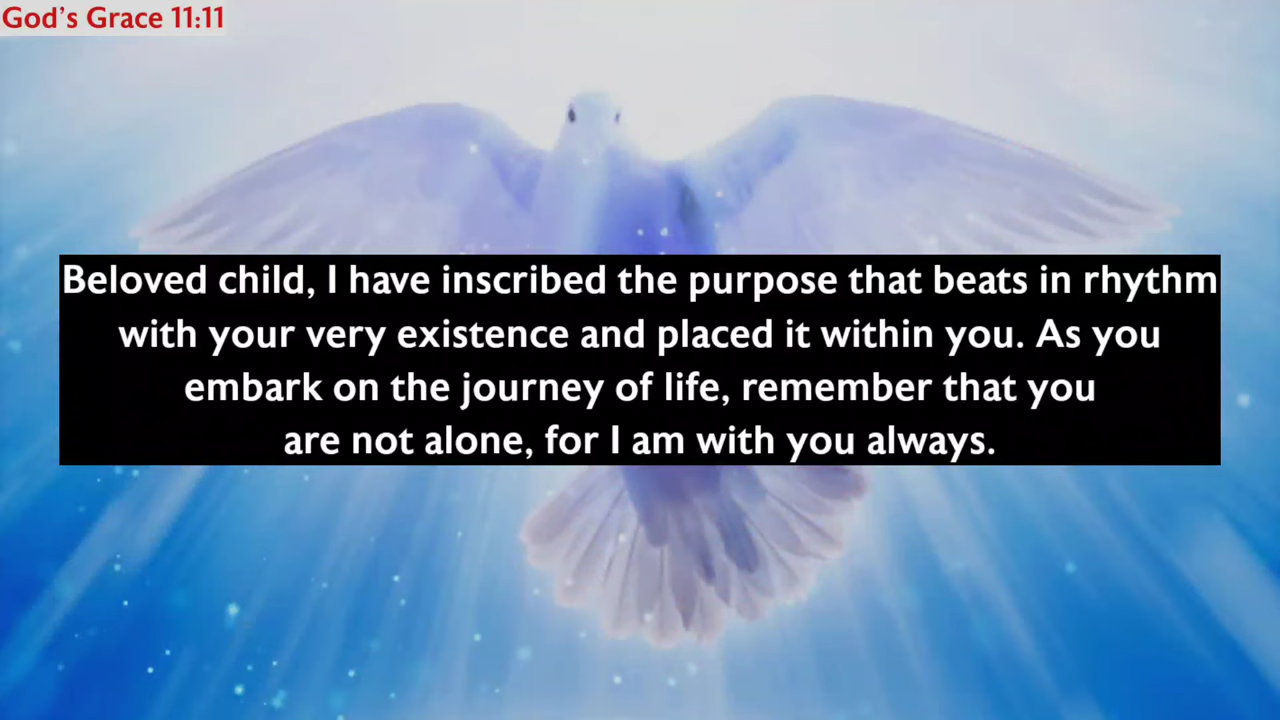 God's Grace 11:11
Beloved child, I have inscribed the purpose that beats in rhythm
with your very existence and placed it within you. As you
embark on the journey of life, remember that you
are not alone, for I am with you always.